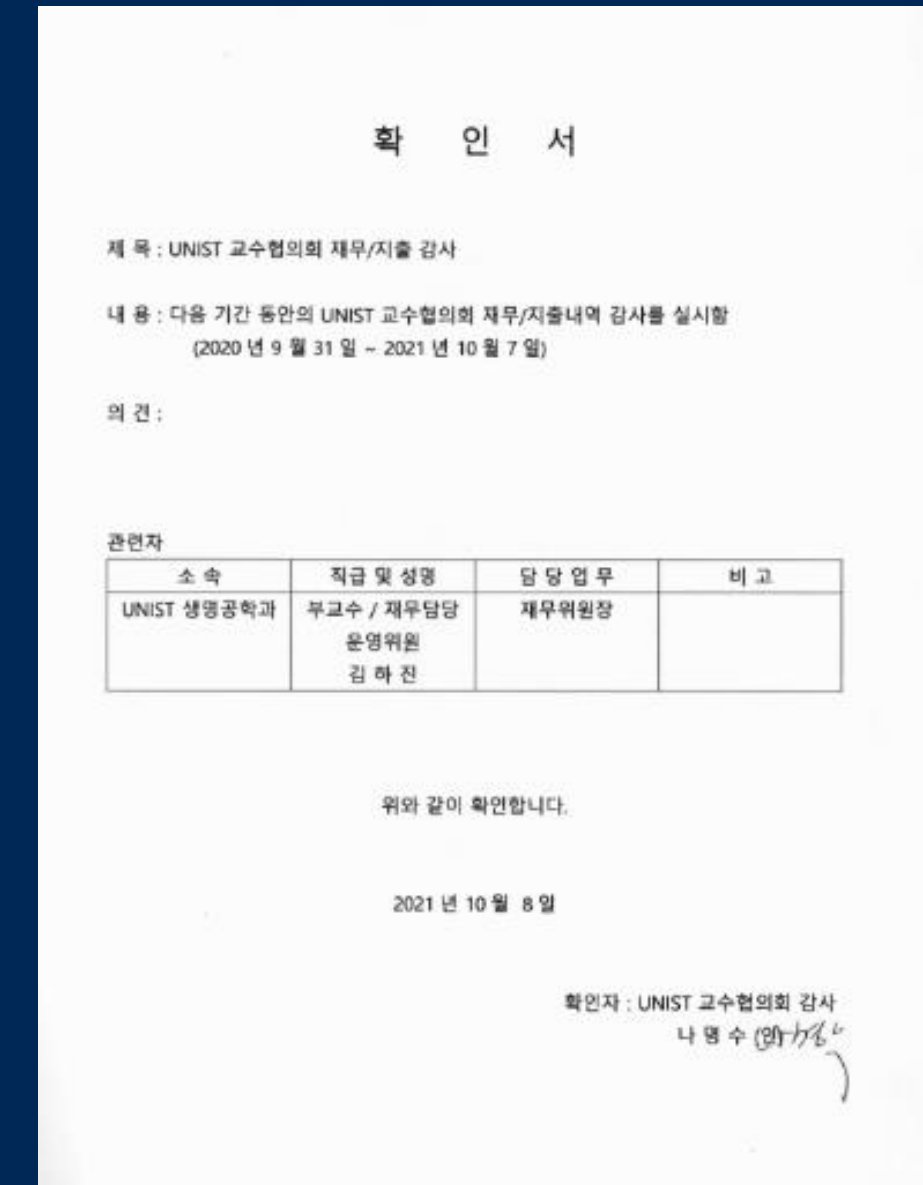 확 인 서
제 목 : UNIST 교수협의회 재무/지출 감사
내 용 : 다음 기간 동안의 UNIST 교수협의회 재무/지출내역 감사를 실시함
(2020 년 9 월 31 일 ~ 2021 년 10 월 7 일)
의 견 :
관련자
소 속 직급 및 성명 담 당 업 무 비 고
UNIST 생명공학과 부교수 / 재무담당 재무위원장
운영위원
김 하 진
위와 같이 확인합니다.
2021 년 10 월 8 일
확인자 : UNIST 교수협의회 감사
나 명 수 (인)